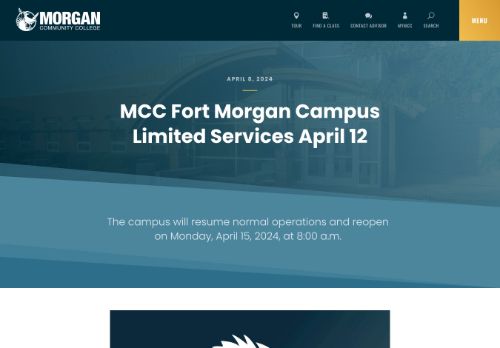 MORGAN
COMMUNITY COLLEGE
TOUR
FIND A CLASS
CONTACT ADVISOR
MYMCC
SEARCH
MENU
APRIL 8, 2024
MCC Fort Morgan Campus
Limited Services April 12
The campus will resume normal operations and reopen
on Monday, April 15, 2024, at 8:00 a.m.